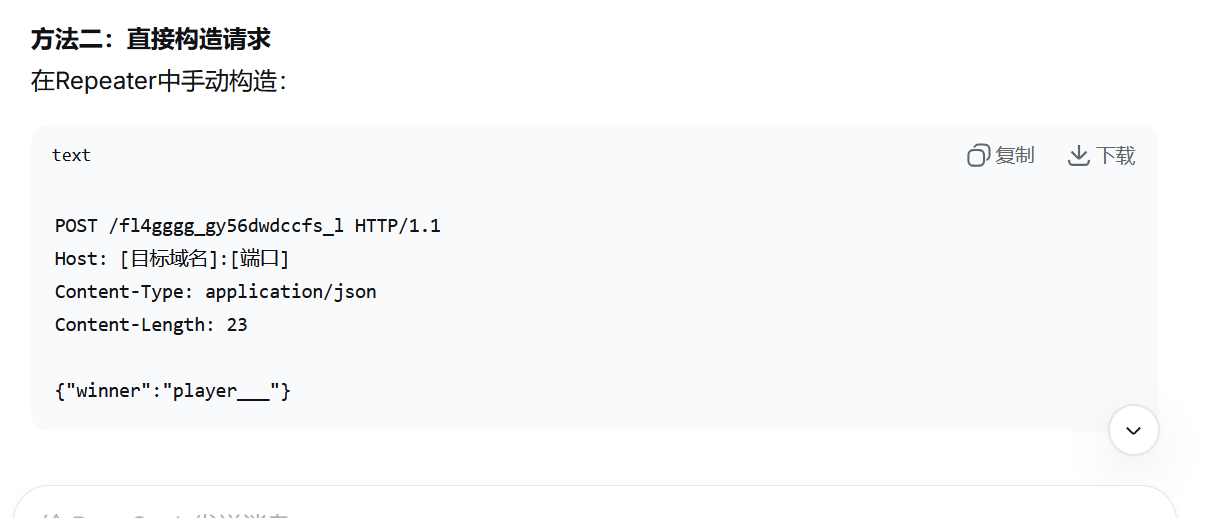 方法二：直接构造请求
在Repeater中手动构造：
text 复制 下载
POST /fl4gggg_gy56dwdccfs_l HTTP/1.1
Host: [目标域名]:[端口]
Content-Type: application/json
Content-Length: 23
{"winner":"player___"}